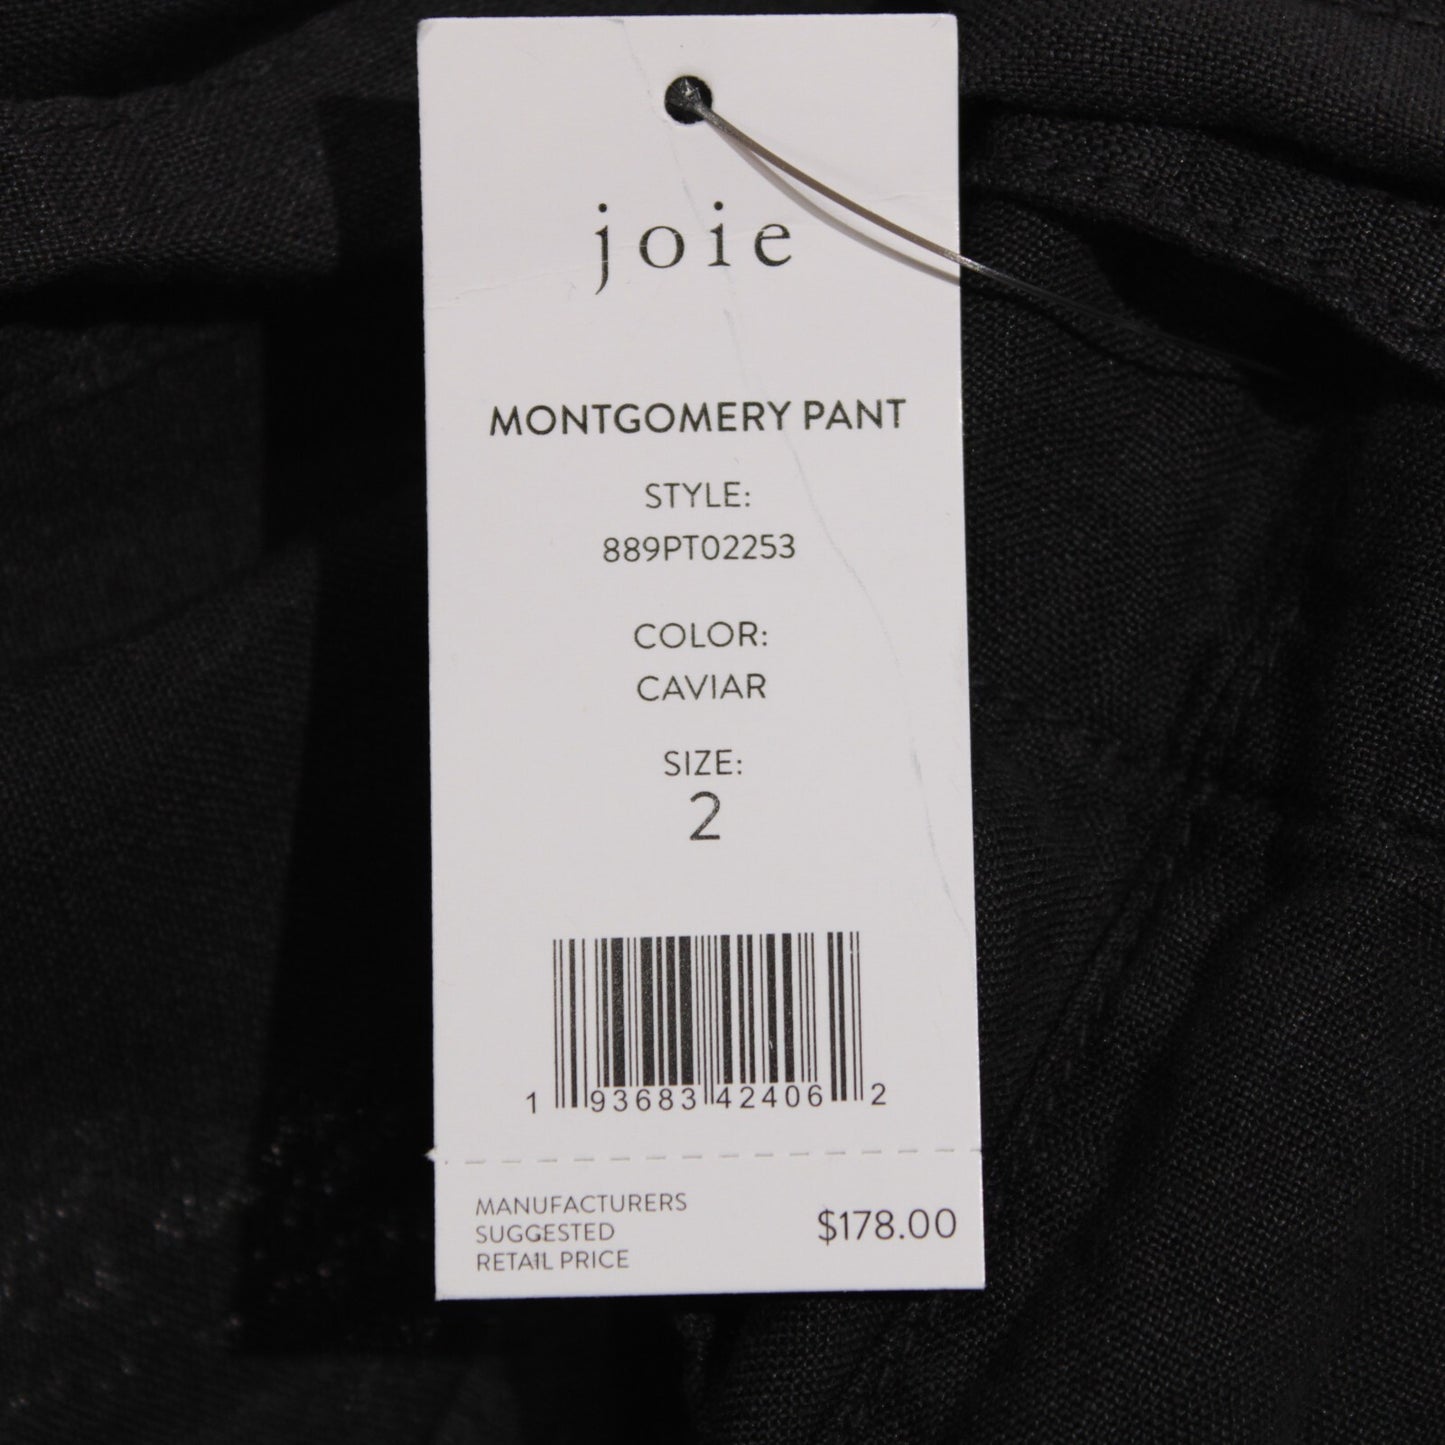 joie
MONTGOMERY PANT
STYLE:
889PT02253
COLOR:
CAVIAR
SIZE:
2
1 93683 42406 2
MANUFACTURERS
SUGGESTED
RETAIL PRICE
$178.00